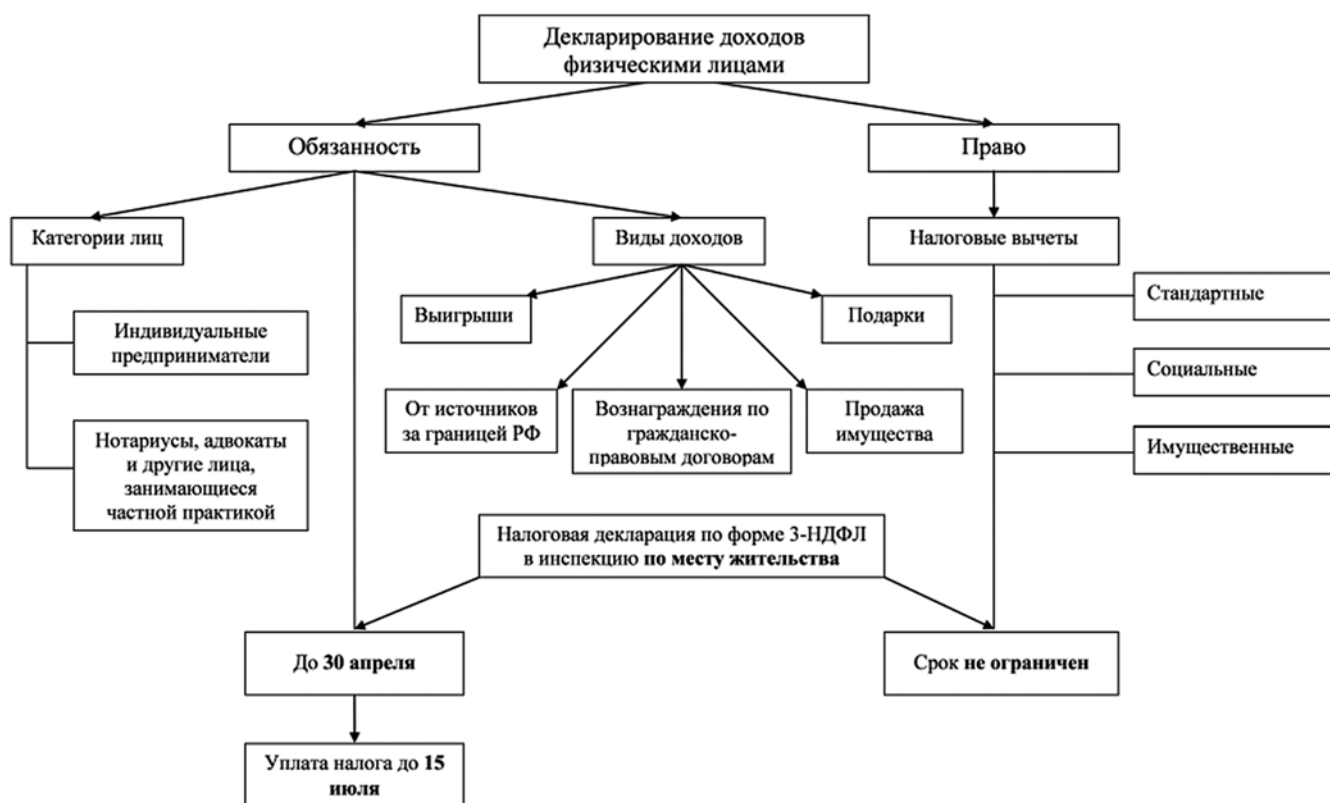 Декларирование доходов
физическими лицами
Обязанность
Право
Категории лиц
Виды доходов
Налоговые вычеты
Стандартные
Выигрыши
Подарки
Индивидуальные
предприниматели
Социальные
От источников
за границей РФ
Вознаграждения по
гражданско-
правовым договорам
Продажа
имущества
Нотариусы, адвокаты
и другие лица,
занимающиеся
частной практикой
Имущественные
Налоговая декларация по форме 3-НДФЛ
в инспекцию по месту жительства
До 30 апреля
Срок не ограничен
Уплата налога до 15
июля